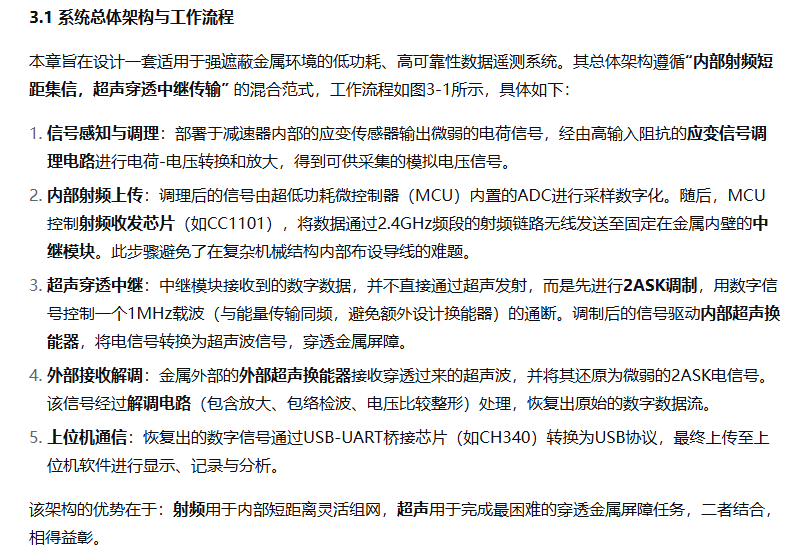 3.1 系统总体架构与工作流程
本章旨在设计一套适用于强遮蔽金属环境的低功耗、高可靠性数据遥测系统。其总体架构遵循“内部射频短
距集信，超声穿透中继传输” 的混合范式，工作流程如图3-1所示，具体如下：
1. 信号感知与调理：部署于减速器内部的应变传感器输出微弱的电荷信号，经由高输入阻抗的应变信号调
理电路进行电荷-电压转换和放大，得到可供采集的模拟电压信号。
2. 内部射频上传：调理后的信号由超低功耗微控制器（MCU）内置的ADC进行采样数字化。随后，MCU
控制射频收发芯片（如CC1101），将数据通过2.4GHz频段的射频链路无线发送至固定在金属内壁的中
继模块。此步骤避免了在复杂机械结构内部布设导线的难题。
3. 超声穿透中继：中继模块接收到的数字数据，并不直接通过超声发射，而是先进行2ASK调制，用数字信
号控制一个1MHz载波（与能量传输同频，避免额外设计换能器）的通断。调制后的信号驱动内部超声换
能器，将电信号转换为超声波信号，穿透金属屏障。
4. 外部接收解调：金属外部的外部超声换能器接收穿透过来的超声波，并将其还原为微弱的2ASK电信号。
该信号经过解调电路（包含放大、包络检波、电压比较整形）处理，恢复出原始的数字数据流。
5. 上位机通信：恢复出的数字信号通过USB-UART桥接芯片（如CH340）转换为USB协议，最终上传至上
位机软件进行显示、记录与分析。
该架构的优势在于：射频用于内部短距离灵活组网，超声用于完成最困难的穿透金属屏障任务，二者结合，
相得益彰。